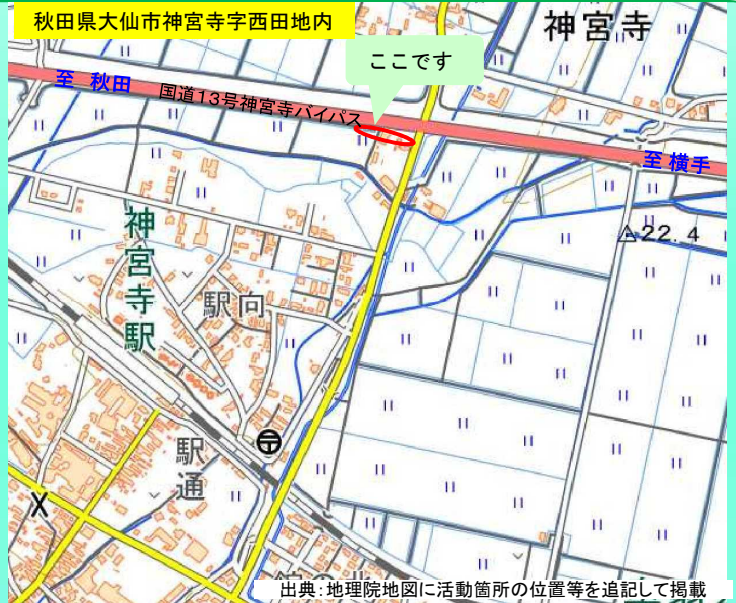 秋田県大仙市神宮寺字西田地内
神宮寺
ここです
至 秋田
国道13号神宮寺バイパス
至 横手
22.4
神宮寺駅
駅向
駅通
出典：地理院地図に活動箇所の位置等を追記して掲載